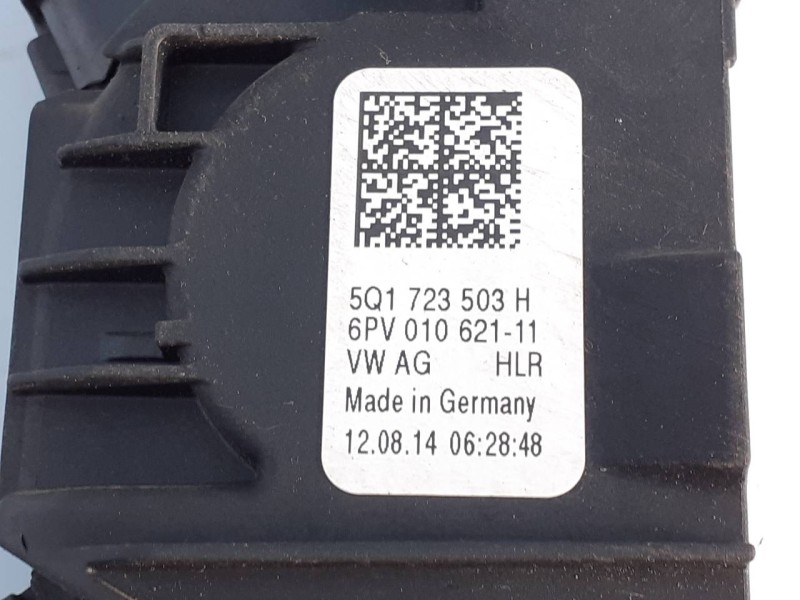 5Q1 723 503 H
6PV 010 621-11
VW AG HLR
Made in Germany
12.08.14 06:28:48